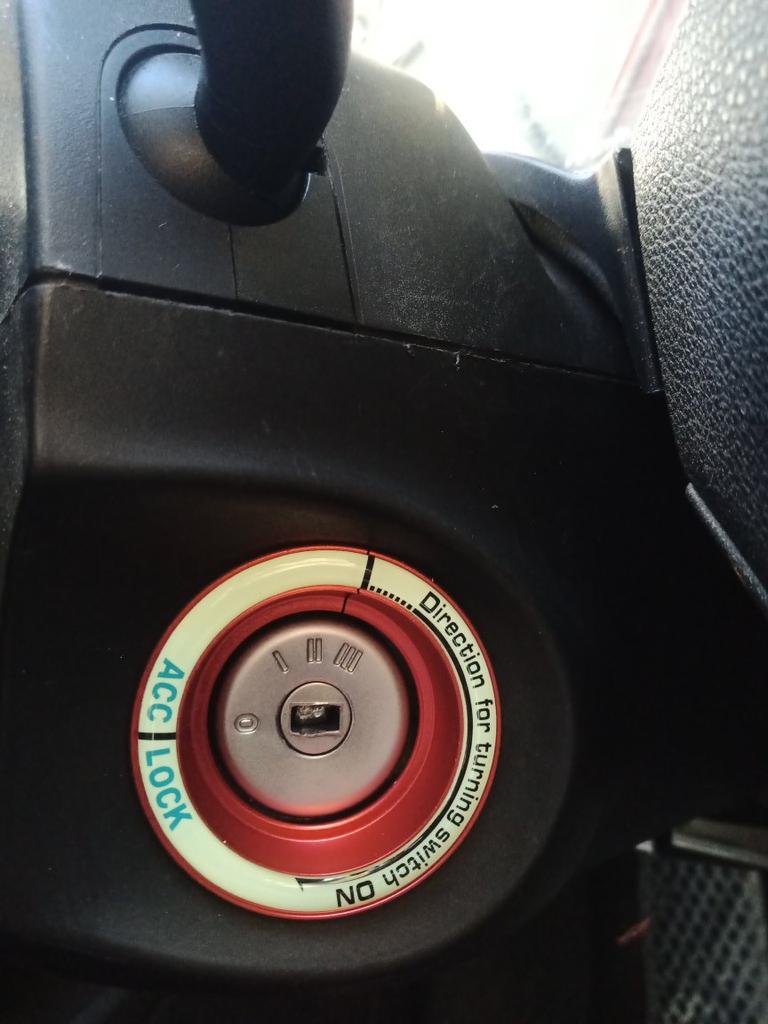 Direction for turning switch ON
ACC
LOCK
0
I
II
III